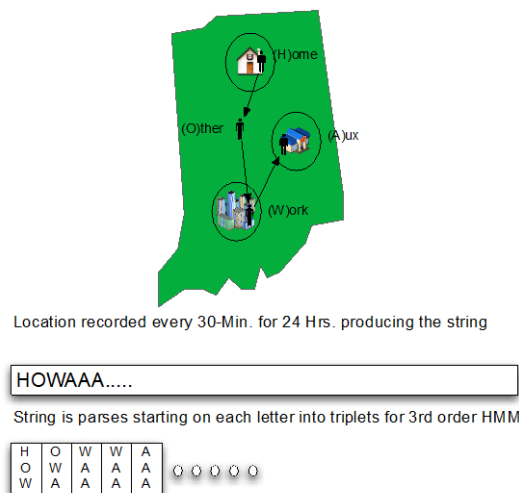 (H)ome
(O)ther
(A)ux
(W)ork
Location recorded every 30-Min. for 24 Hrs. producing the string
HOWAAA.....
String is parses starting on each letter into triplets for 3rd order HMM
H O W W A
O W A A A
W A A A A